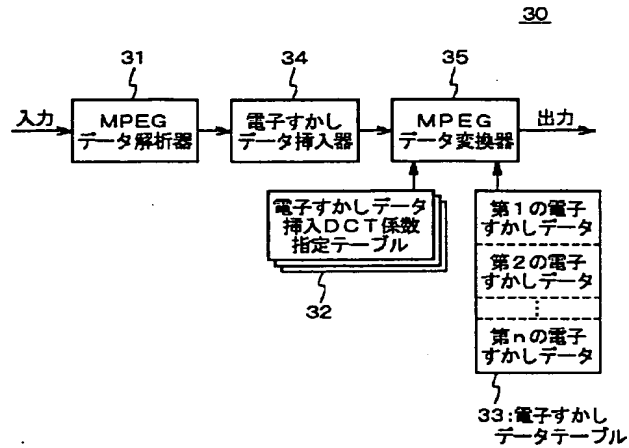 30
31
34
35
入力
MPEG
データ解析器
電子すかし
データ挿入器
MPEG
データ変換器
出力
電子すかしデータ
挿入DCT係数
指定テーブル
32
第1の電子
すかしデータ
第2の電子
すかしデータ
⋮
第nの電子
すかしデータ
33:電子すかし
データテーブル